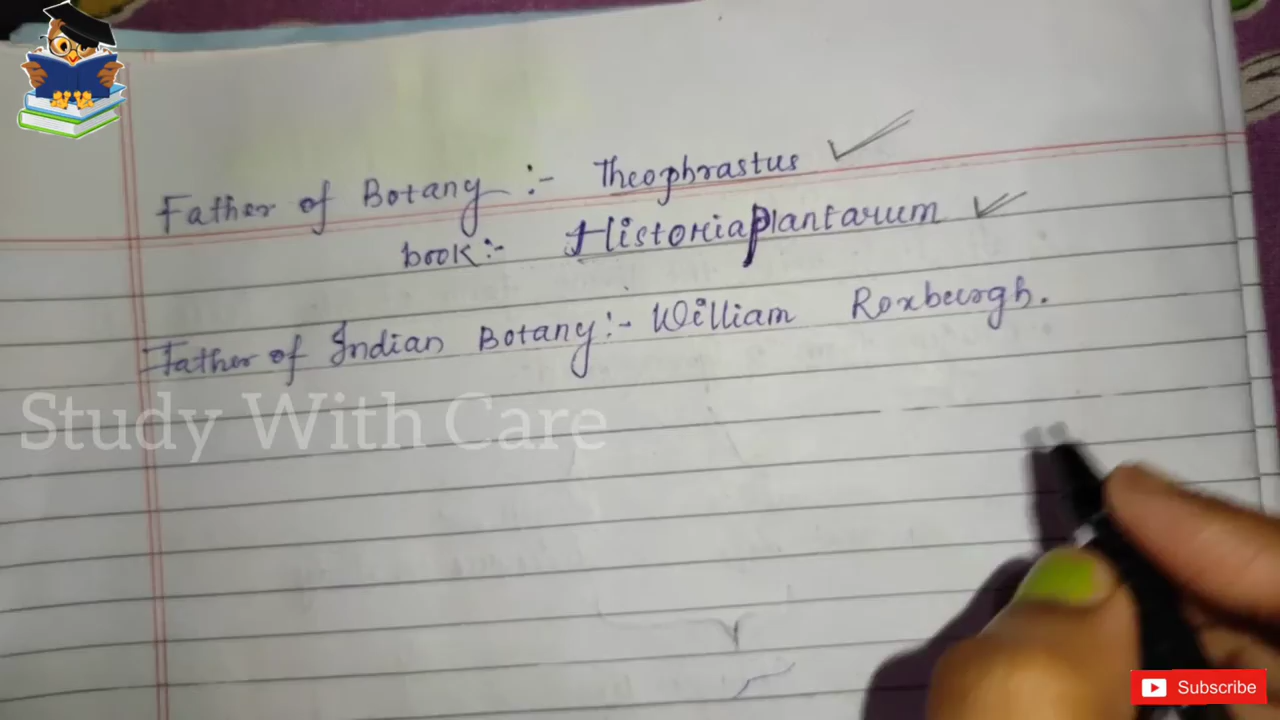 Father of Botany :- Theophrastus
book :- Historia plantarum
Father of Indian Botany :- William Roxburgh.
Study With Care
Subscribe